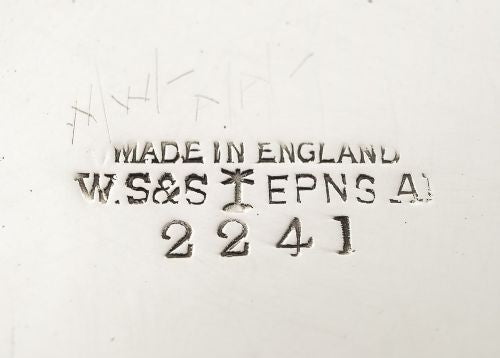 MADE IN ENGLAND
W.S&S EPNS A1
2241